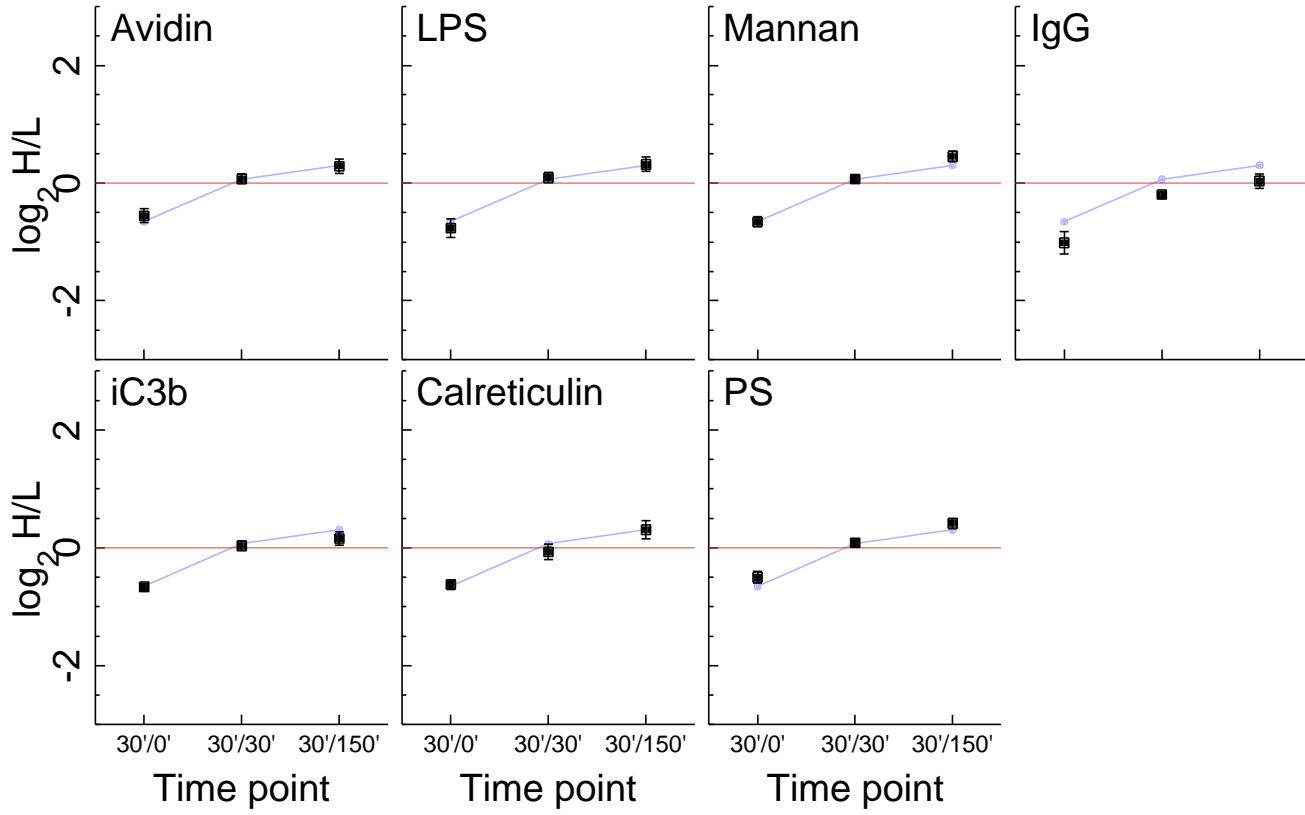 Avidin
LPS
Mannan
IgG
log2 H/L
2
0
-2
iC3b
Calreticulin
PS
log2 H/L
2
0
-2
30'/0' 30'/30' 30'/150'
30'/0' 30'/30' 30'/150'
30'/0' 30'/30' 30'/150'
Time point
Time point
Time point